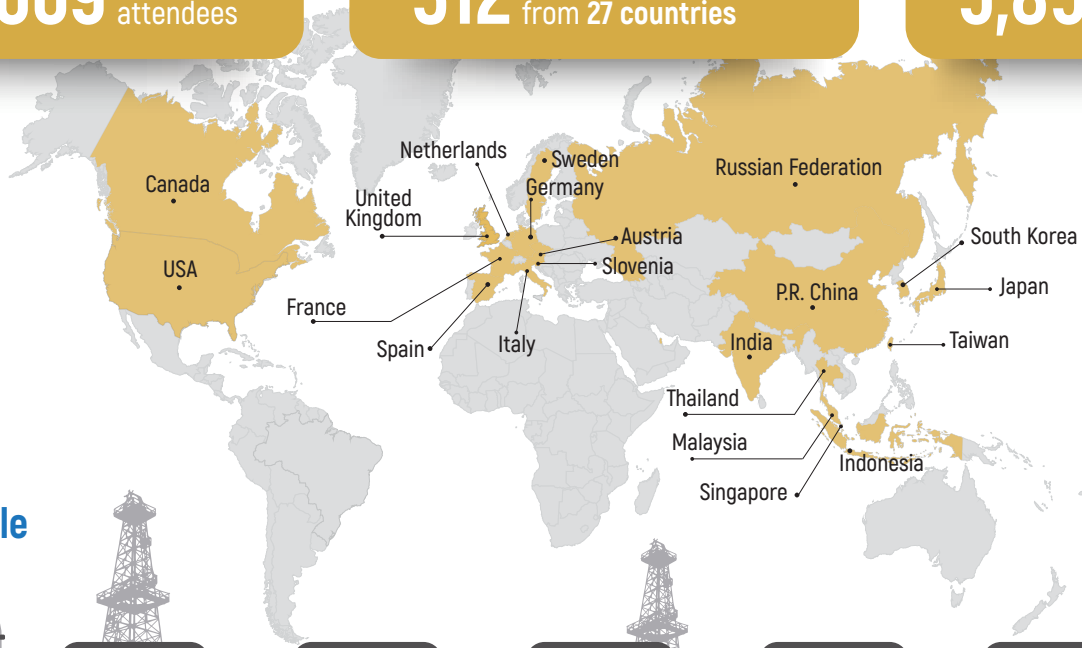 attendees
from 27 countries
Netherlands
Sweden
Germany
Russian Federation
Canada
United
Kingdom
Austria
South Korea
Slovenia
USA
P.R. China
Japan
France
India
Taiwan
Spain
Italy
Thailand
Malaysia
Indonesia
Singapore
le